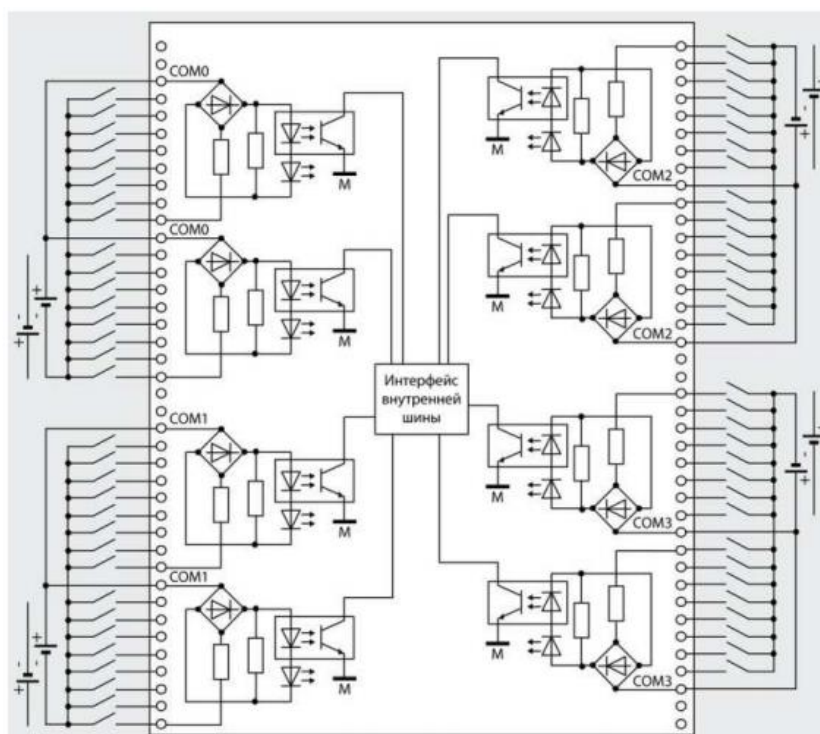 COM0
M
COM0
M
COM1
M
COM1
M
Интерфейс
внутренней
шины
M
COM2
M
COM2
M
COM3
M
COM3
+ -
- +
+ -
- +
- +
- +
- +
- +